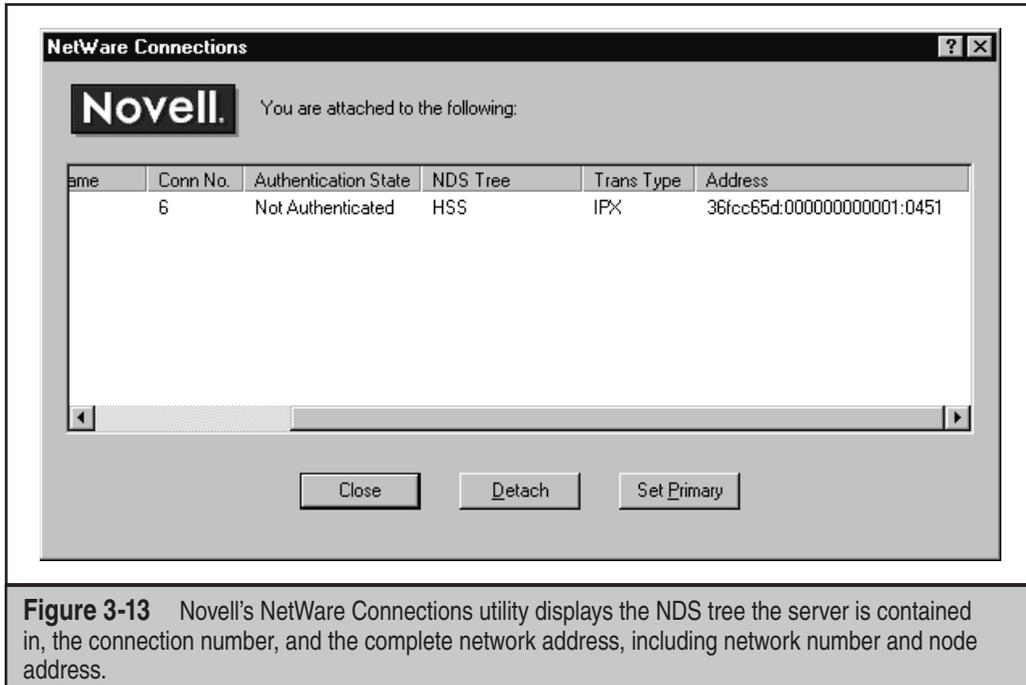 NetWare Connections
Novell.
You are attached to the following:
ame Conn No. Authentication State NDS Tree Trans Type Address
6 Not Authenticated HSS IPX 36fcc65d:000000000001:0451
Close Detach Set Primary
Figure 3-13 Novell's NetWare Connections utility displays the NDS tree the server is contained
in, the connection number, and the complete network address, including network number and node
address.